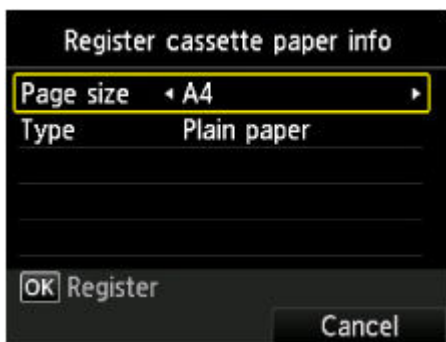 Register cassette paper info
Page size A4
Type Plain paper
OK Register
Cancel